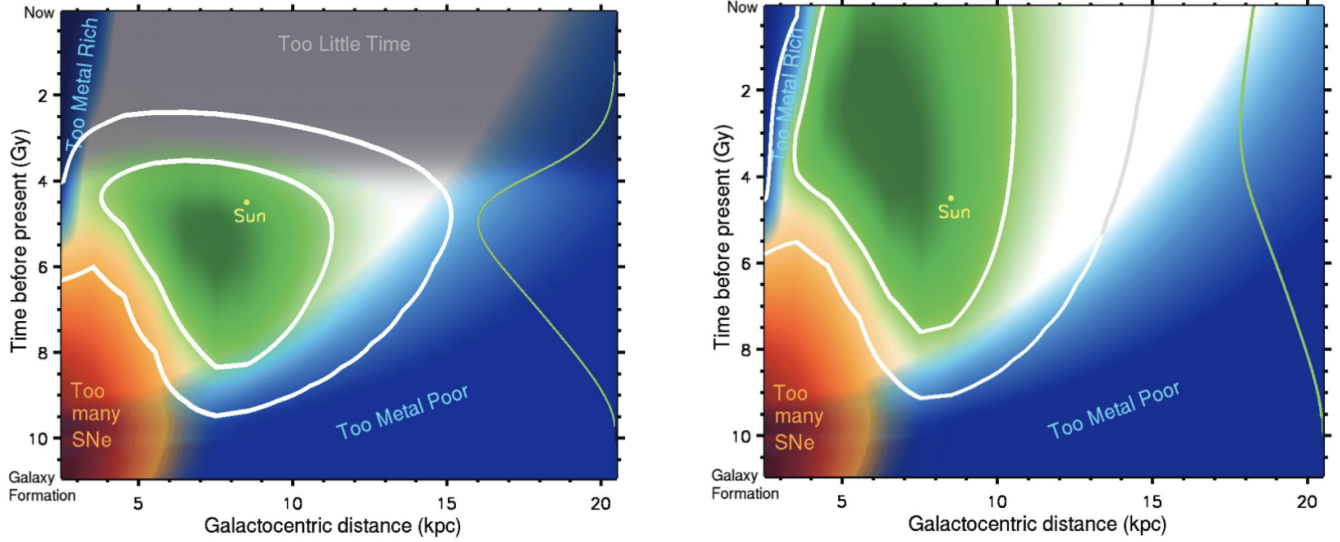 Now
Too Little Time
Too Metal Rich
2
4
6
8
10
Time before present (Gy)
Sun
Too
many
SNe
Too Metal Poor
Galaxy
Formation
5
10
15
20
Galactocentric distance (kpc)
Now
Too Metal Rich
2
4
6
8
10
Time before present (Gy)
Sun
Too
many
SNe
Too Metal Poor
Galaxy
Formation
5
10
15
20
Galactocentric distance (kpc)